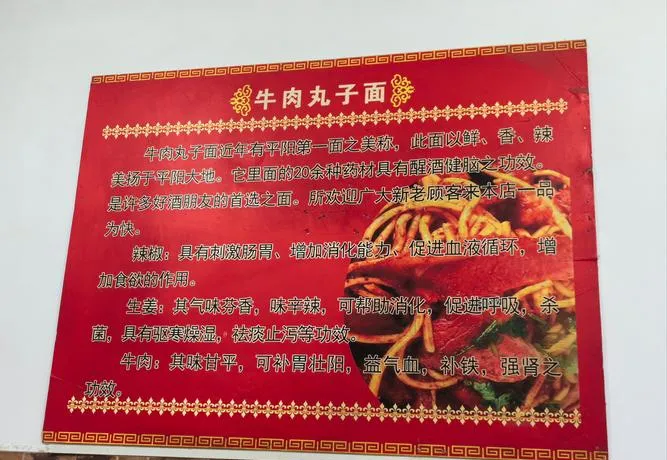 牛肉丸子面
牛肉丸子面近年有平阳第一面之美称，此面以鲜、香、辣
美扬于平阳大地。它里面的20余种药材具有醒酒健脑之功效。
是许多好酒朋友的首选之面。所欢迎广大新老顾客来本店一品
为快。
辣椒：具有刺激肠胃、增加消化能力、促进血液循环，增
加食欲的作用。
生姜：其气味芬香，味辛辣，可帮助消化，促进呼吸，杀
菌，具有驱寒燥湿，祛痰止泻等功效。
牛肉：其味甘平，可补胃壮阳，益气血，补铁，强肾之
功效。